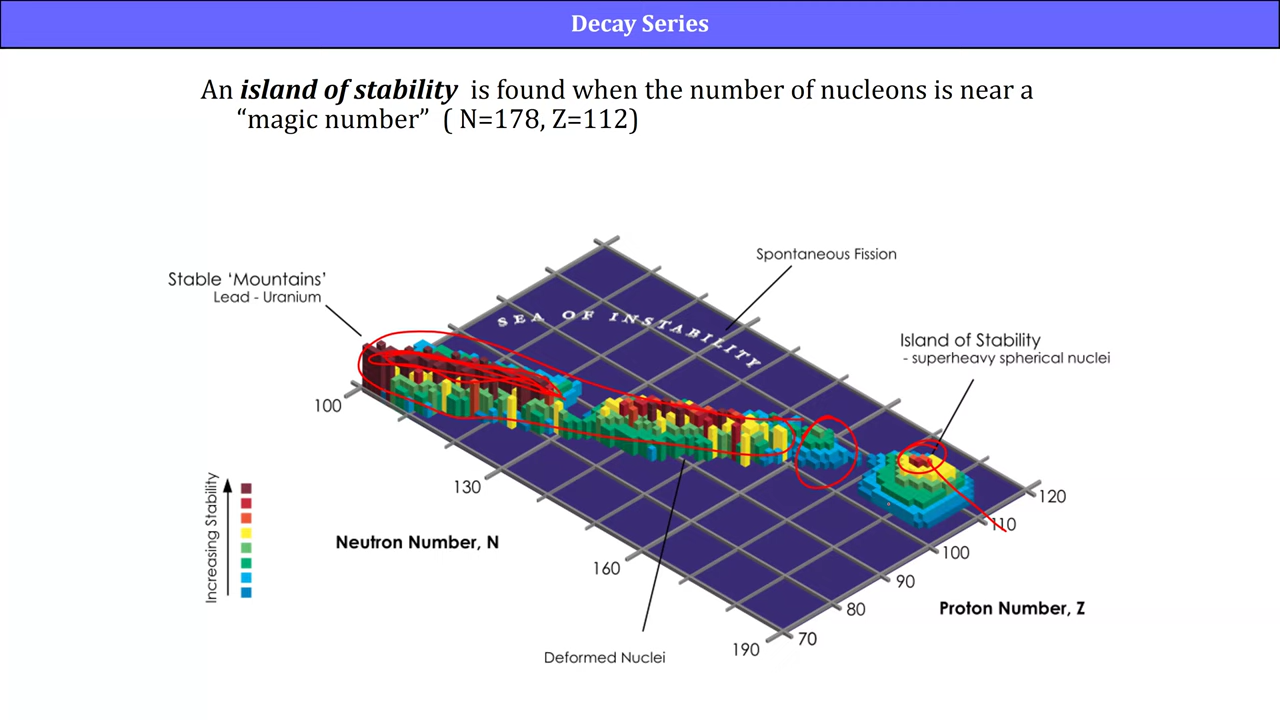 Decay Series
An island of stability is found when the number of nucleons is near a
“magic number” ( N=178, Z=112)
Spontaneous Fission
Stable ‘Mountains’
Lead - Uranium
SEA OF INSTABILITY
Island of Stability
- superheavy spherical nuclei
100
130
160
190
120
110
100
90
80
70
Increasing Stability
Neutron Number, N
Proton Number, Z
Deformed Nuclei